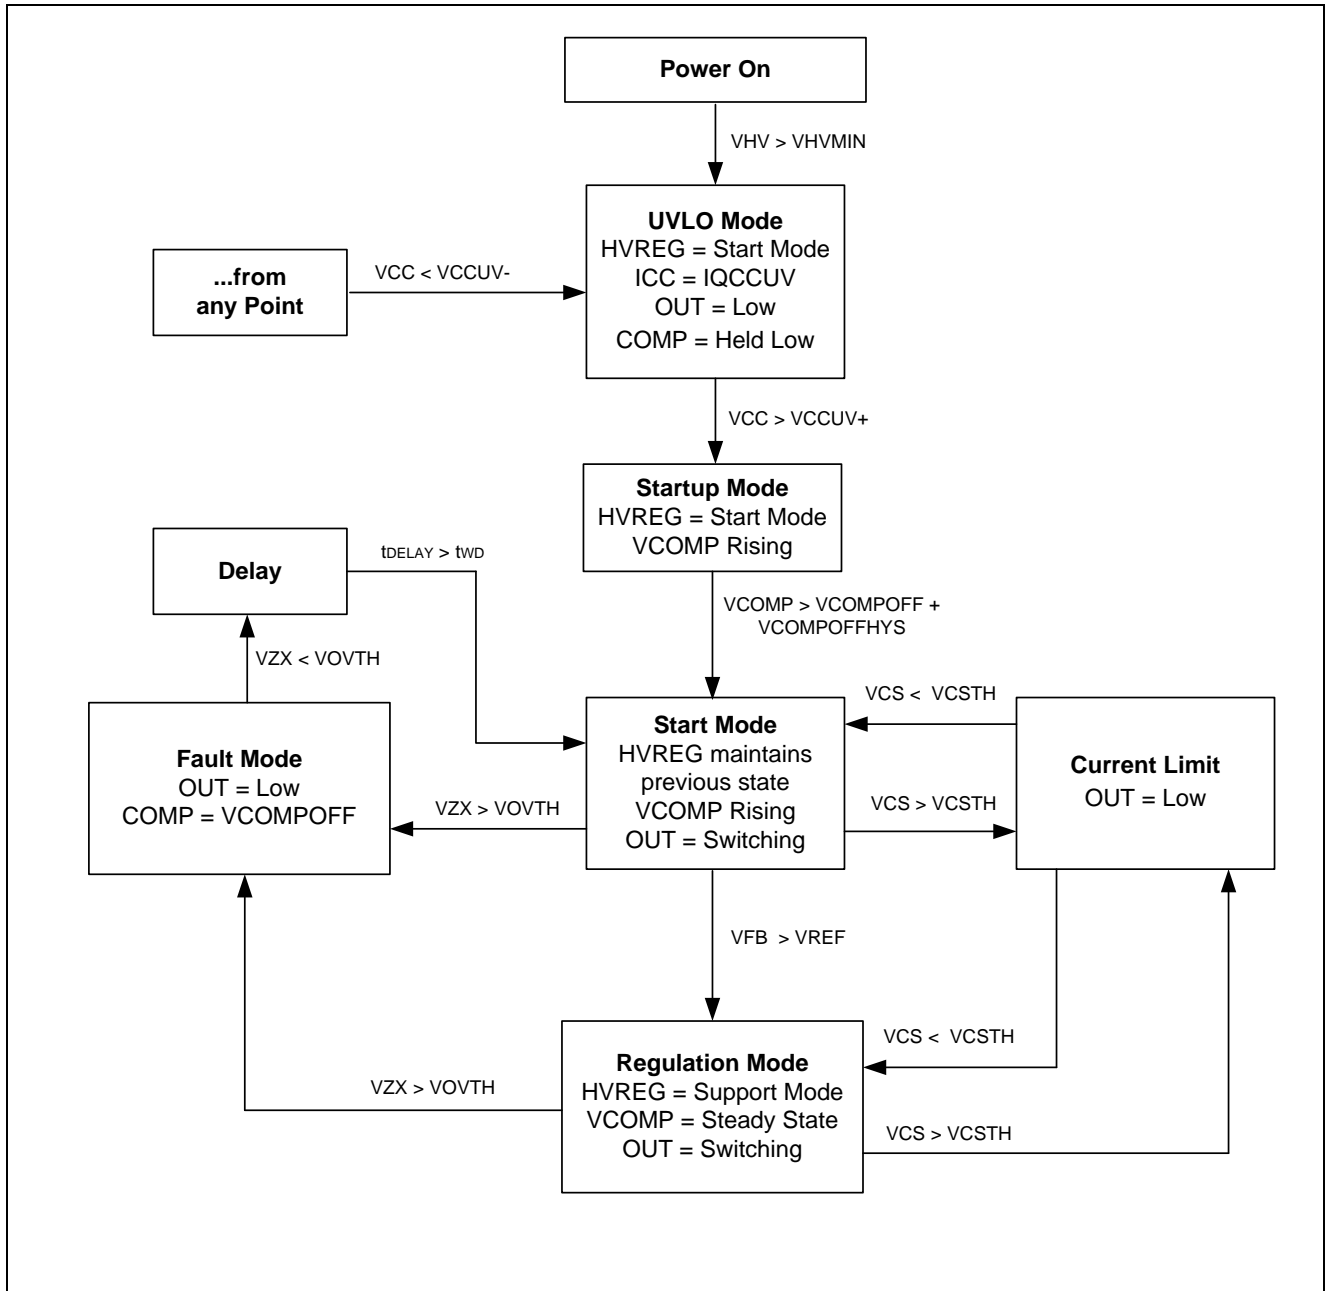 Power On
VHV > VHVMIN
UVLO Mode
HVREG = Start Mode
ICC = IQCCUV
OUT = Low
COMP = Held Low
...from
any Point
VCC < VCCUV-
VCC > VCCUV+
Startup Mode
HVREG = Start Mode
VCOMP Rising
Delay
tDELAY > tWD
VCOMP > VCOMPOFF +
VCOMPOFFHYS
VZX < VOVTH
Fault Mode
OUT = Low
COMP = VCOMPOFF
VZX > VOVTH
Start Mode
HVREG maintains
previous state
VCOMP Rising
OUT = Switching
VCS < VCSTH
VCS > VCSTH
Current Limit
OUT = Low
VFB > VREF
VZX > VOVTH
Regulation Mode
HVREG = Support Mode
VCOMP = Steady State
OUT = Switching
VCS < VCSTH
VCS > VCSTH